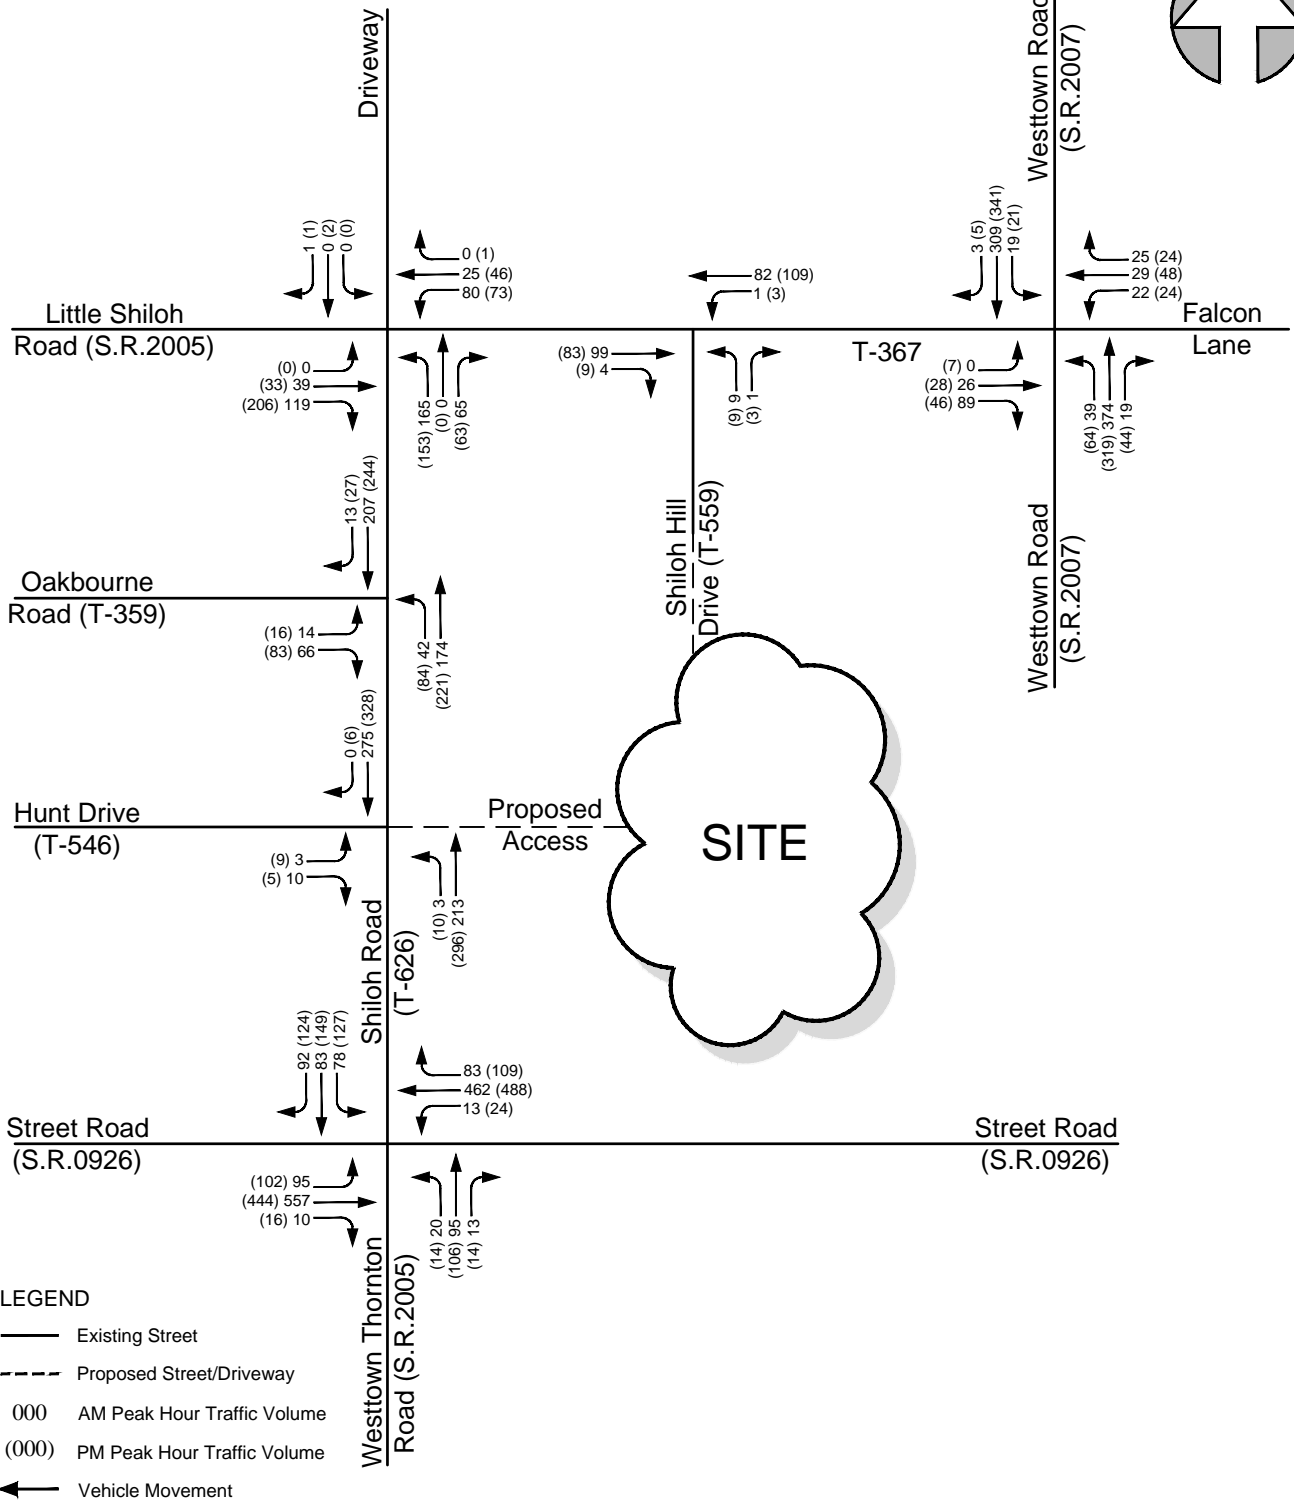 Driveway
Westtown Road
(S.R.2007)
1 (1)
0 (2)
0 (0)
0 (1)
25 (46)
80 (73)
82 (109)
1 (3)
3 (5)
309 (341)
19 (21)
25 (24)
29 (48)
22 (24)
Little Shiloh
Road (S.R.2005)
Falcon
Lane
T-367
(0) 0
(33) 39
(206) 119
(153) 165
(0) 0
(63) 65
(83) 99
(9) 4
(9) 9
(3) 1
(7) 0
(28) 26
(46) 89
(64) 39
(319) 374
(44) 19
13 (27)
207 (244)
Shiloh Hill
Drive (T-559)
Westtown Road
(S.R.2007)
Oakbourne
Road (T-359)
(16) 14
(83) 66
(84) 42
(221) 174
0 (6)
275 (328)
Hunt Drive
(T-546)
Proposed
Access
SITE
(9) 3
(5) 10
(10) 3
(296) 213
Shiloh Road
(T-626)
92 (124)
83 (149)
78 (127)
83 (109)
462 (488)
13 (24)
Street Road
(S.R.0926)
Street Road
(S.R.0926)
(102) 95
(444) 557
(16) 10
(14) 20
(106) 95
(14) 13
Westtown Thornton
Road (S.R.2005)
LEGEND
Existing Street
Proposed Street/Driveway
000 AM Peak Hour Traffic Volume
(000) PM Peak Hour Traffic Volume
Vehicle Movement